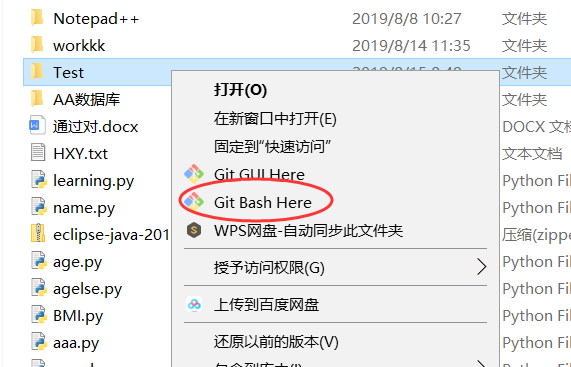 Notepad++ 2019/8/8 10:27 文件夹
workkk 2019/8/14 11:35 文件夹
Test 2019/8/15 8:40 文件夹
AA数据库 文件夹
通过对.docx DOCX 文档
HXY.txt 文本文档
learning.py Python Fil
name.py Python Fil
eclipse-java-201 压缩(zippe
age.py Python Fil
agelse.py Python Fil
BMI.py Python Fil
aaa.py Python Fil
打开(O)
在新窗口中打开(E)
固定到"快速访问"
Git GUI Here
Git Bash Here
WPS网盘-自动同步此文件夹
授予访问权限(G)
上传到百度网盘
还原以前的版本(V)